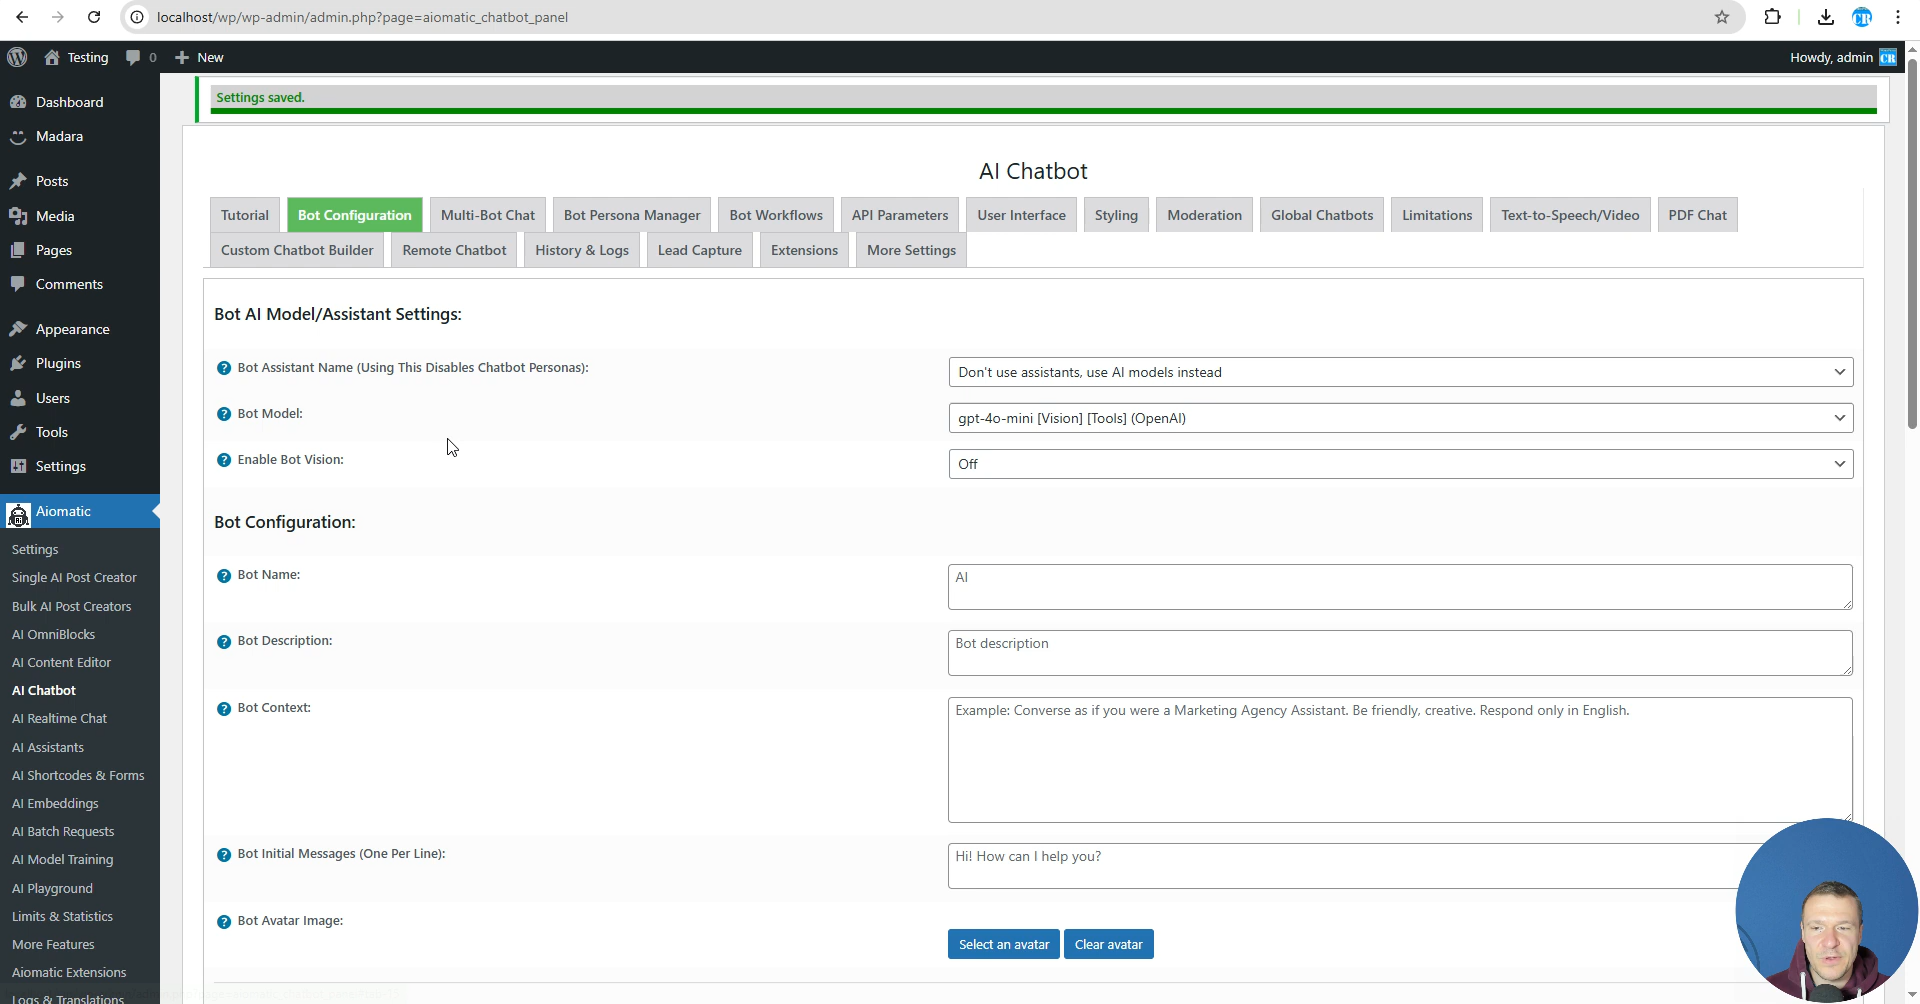 localhost/wp/wp-admin/admin.php?page=aiomatic_chatbot_panel
CR
Testing
0
New
Howdy, admin
CR
Dashboard
Madara
Posts
Media
Pages
Comments
Appearance
Plugins
Users
Tools
Settings
Aiomatic
Settings
Single AI Post Creator
Bulk AI Post Creators
AI OmniBlocks
AI Content Editor
AI Chatbot
AI Realtime Chat
AI Assistants
AI Shortcodes & Forms
AI Embeddings
AI Batch Requests
AI Model Training
AI Playground
Limits & Statistics
More Features
Aiomatic Extensions
Logs & Translations
Settings saved.
AI Chatbot
Tutorial Bot Configuration Multi-Bot Chat Bot Persona Manager Bot Workflows API Parameters User Interface Styling Moderation Global Chatbots Limitations Text-to-Speech/Video PDF Chat
Custom Chatbot Builder Remote Chatbot History & Logs Lead Capture Extensions More Settings
Bot AI Model/Assistant Settings:
Bot Assistant Name (Using This Disables Chatbot Personas): Don't use assistants, use AI models instead
Bot Model: gpt-4o-mini [Vision] [Tools] (OpenAI)
Enable Bot Vision: Off
Bot Configuration:
Bot Name: AI
Bot Description: Bot description
Bot Context: Example: Converse as if you were a Marketing Agency Assistant. Be friendly, creative. Respond only in English.
Bot Initial Messages (One Per Line): Hi! How can I help you?
Bot Avatar Image:
Select an avatar Clear avatar